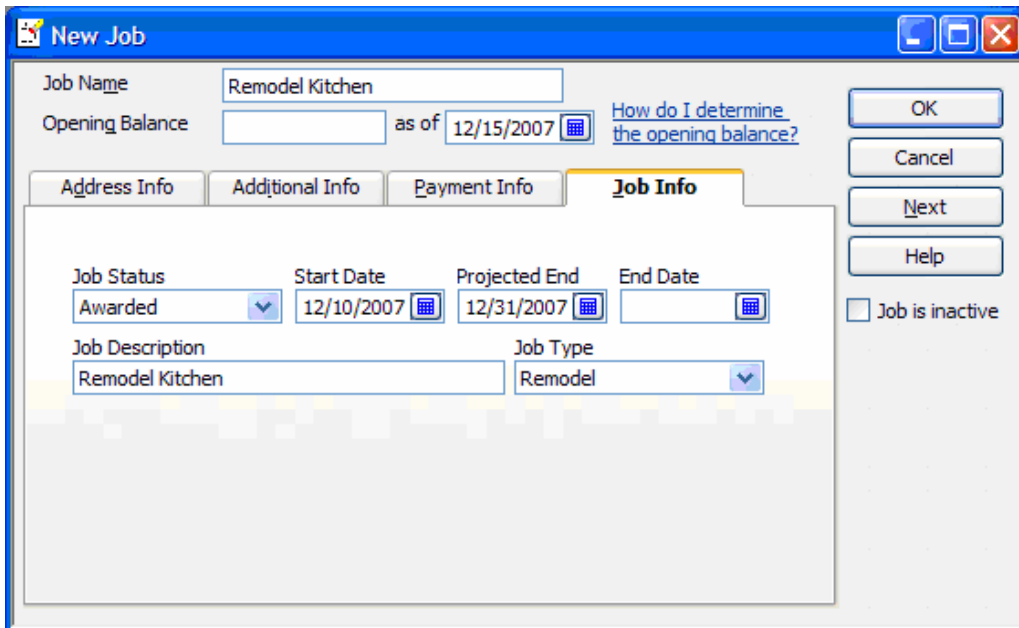 New Job
Job Name Remodel Kitchen
Opening Balance as of 12/15/2007
How do I determine
the opening balance?
OK
Cancel
Next
Help
Job is inactive
Address Info Additional Info Payment Info Job Info
Job Status Start Date Projected End End Date
Awarded 12/10/2007 12/31/2007
Job Description Job Type
Remodel Kitchen Remodel